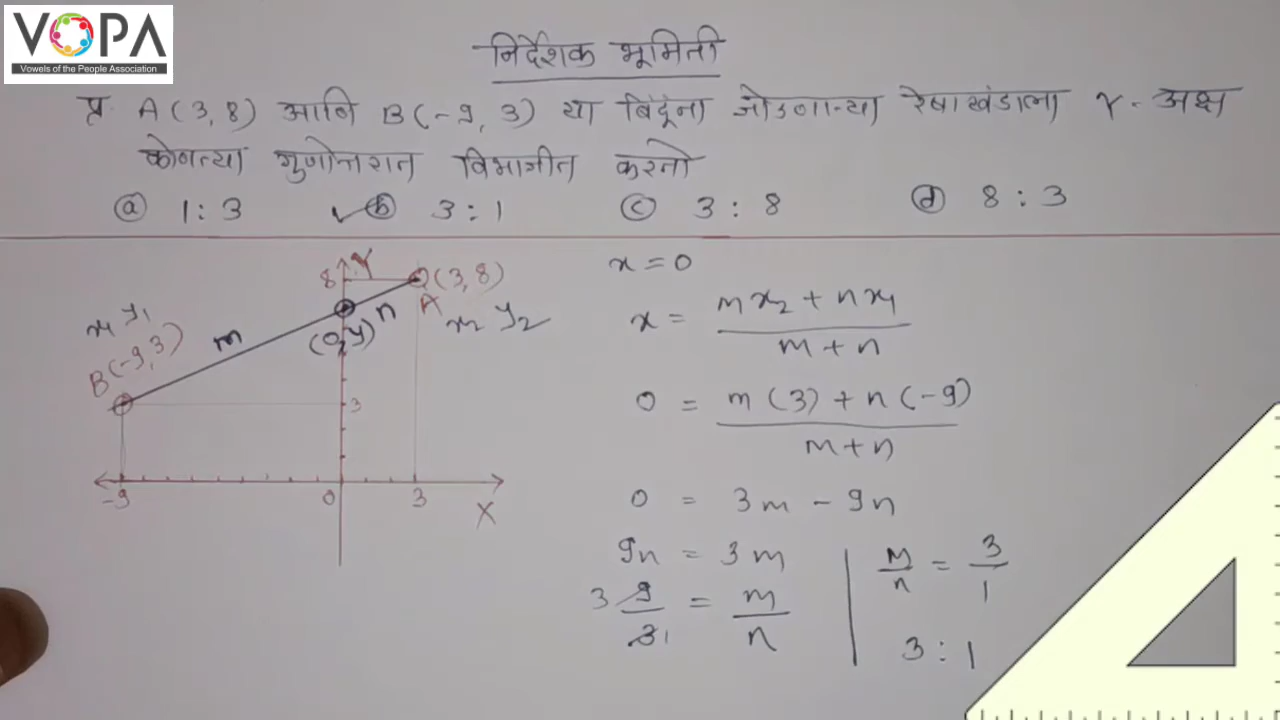 VOPA
Vowels of the People Association
निर्देशक भूमिती
प्र. A (3, 8) आणि B (-9, 3) या बिंदूंना जोडणाऱ्या रेषाखंडाला Y - अक्ष
कोणत्या गुणोत्तरात विभागीत करतो
ⓐ 1 : 3 ✓ⓑ 3 : 1 ⓒ 3 : 8 ⓓ 8 : 3
Y
8
(3, 8)
A
x₂ y₂
n
(0, y)
m
x₁ y₁
B (-9, 3)
3
-9 0 3
X
x = 0
x = mx₂ + nx₁
m + n
0 = m (3) + n (-9)
m + n
0 = 3m - 9n
9n = 3m
3 9 = m
3 1 n
m = 3
n 1
3 : 1